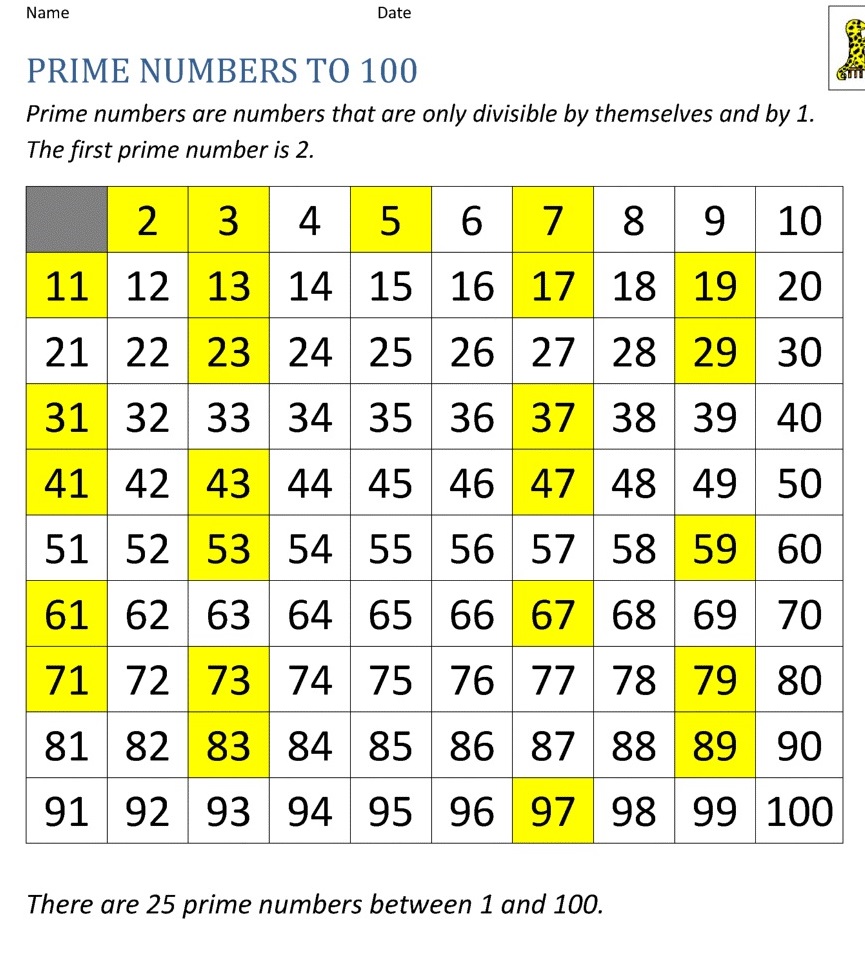 Name Date
PRIME NUMBERS TO 100
Prime numbers are numbers that are only divisible by themselves and by 1.
The first prime number is 2.
2 3 4 5 6 7 8 9 10
11 12 13 14 15 16 17 18 19 20
21 22 23 24 25 26 27 28 29 30
31 32 33 34 35 36 37 38 39 40
41 42 43 44 45 46 47 48 49 50
51 52 53 54 55 56 57 58 59 60
61 62 63 64 65 66 67 68 69 70
71 72 73 74 75 76 77 78 79 80
81 82 83 84 85 86 87 88 89 90
91 92 93 94 95 96 97 98 99 100
There are 25 prime numbers between 1 and 100.